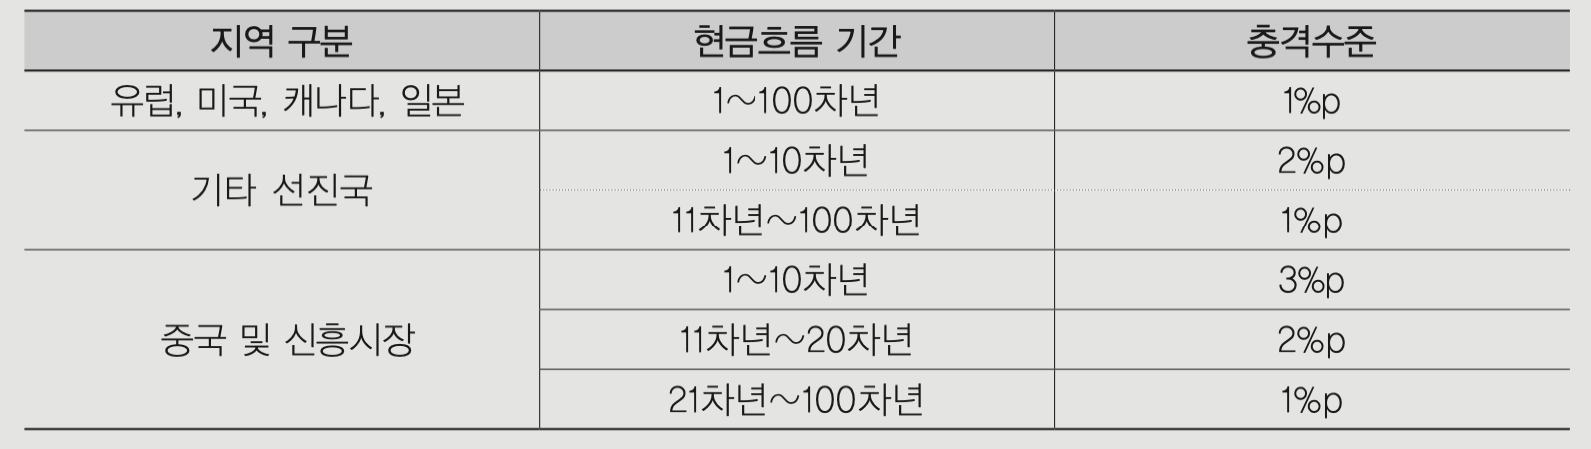 지역 구분 현금흐름 기간 충격수준
유럽, 미국, 캐나다, 일본 1～100차년 1%p
기타 선진국 1～10차년 2%p
11차년～100차년 1%p
중국 및 신흥시장 1～10차년 3%p
11차년～20차년 2%p
21차년～100차년 1%p